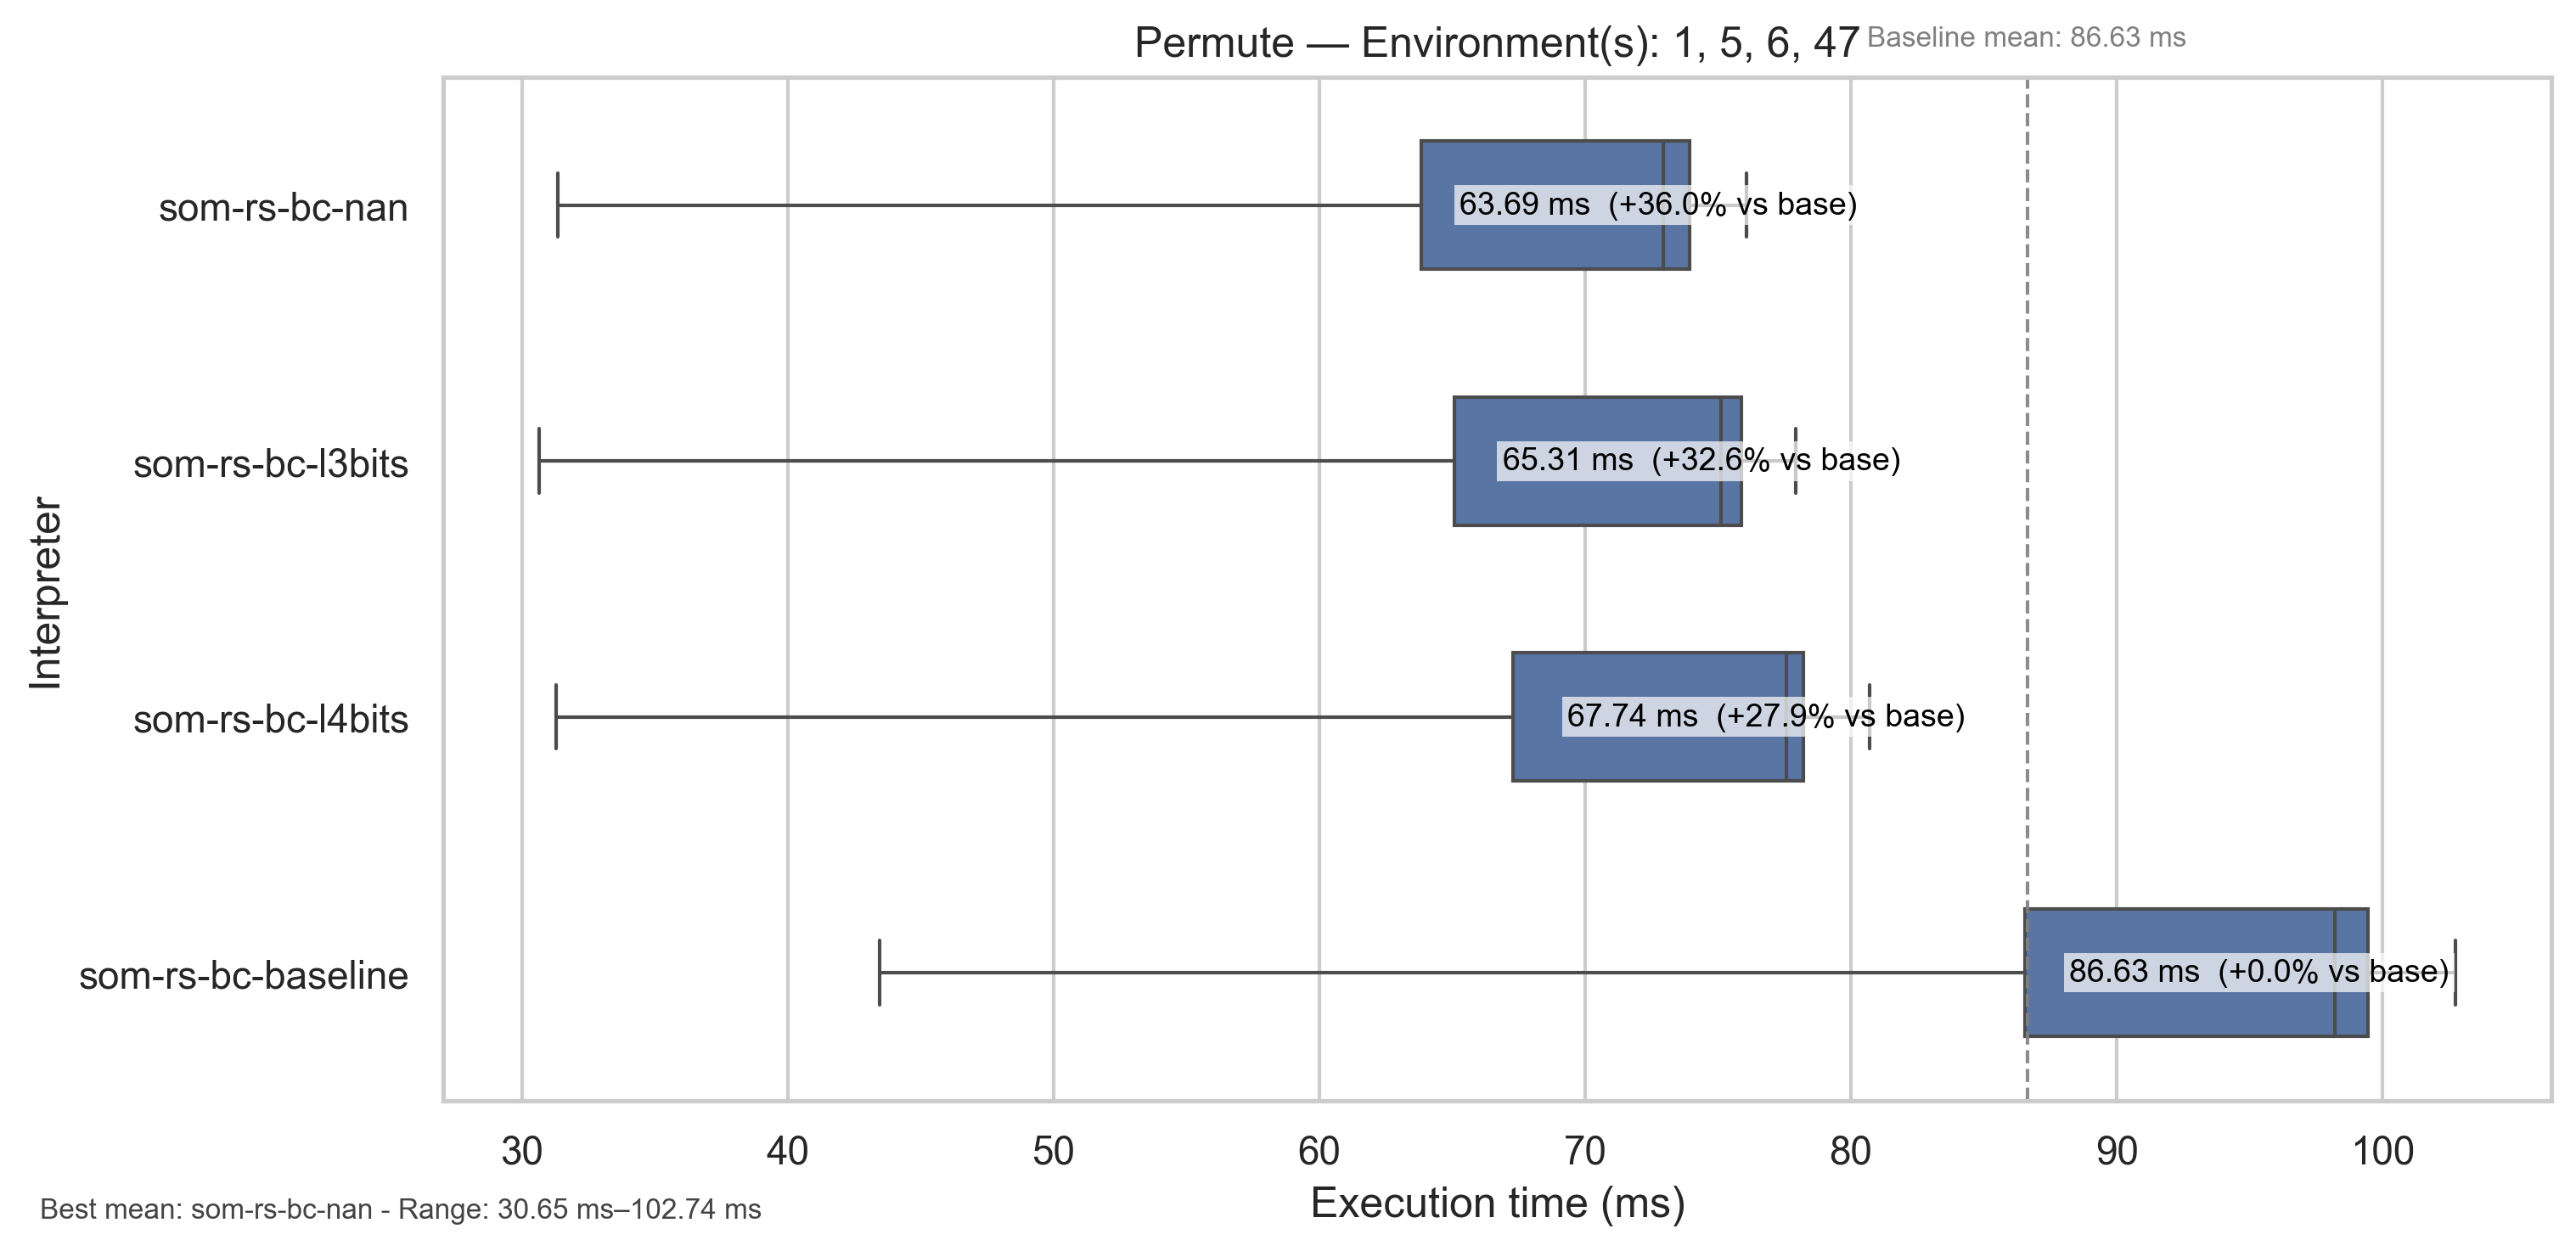 Permute — Environment(s): 1, 5, 6, 47
Baseline mean: 86.63 ms
Interpreter
som-rs-bc-nan
63.69 ms (+36.0% vs base)
som-rs-bc-l3bits
65.31 ms (+32.6% vs base)
som-rs-bc-l4bits
67.74 ms (+27.9% vs base)
som-rs-bc-baseline
86.63 ms (+0.0% vs base)
30 40 50 60 70 80 90 100
Execution time (ms)
Best mean: som-rs-bc-nan - Range: 30.65 ms–102.74 ms